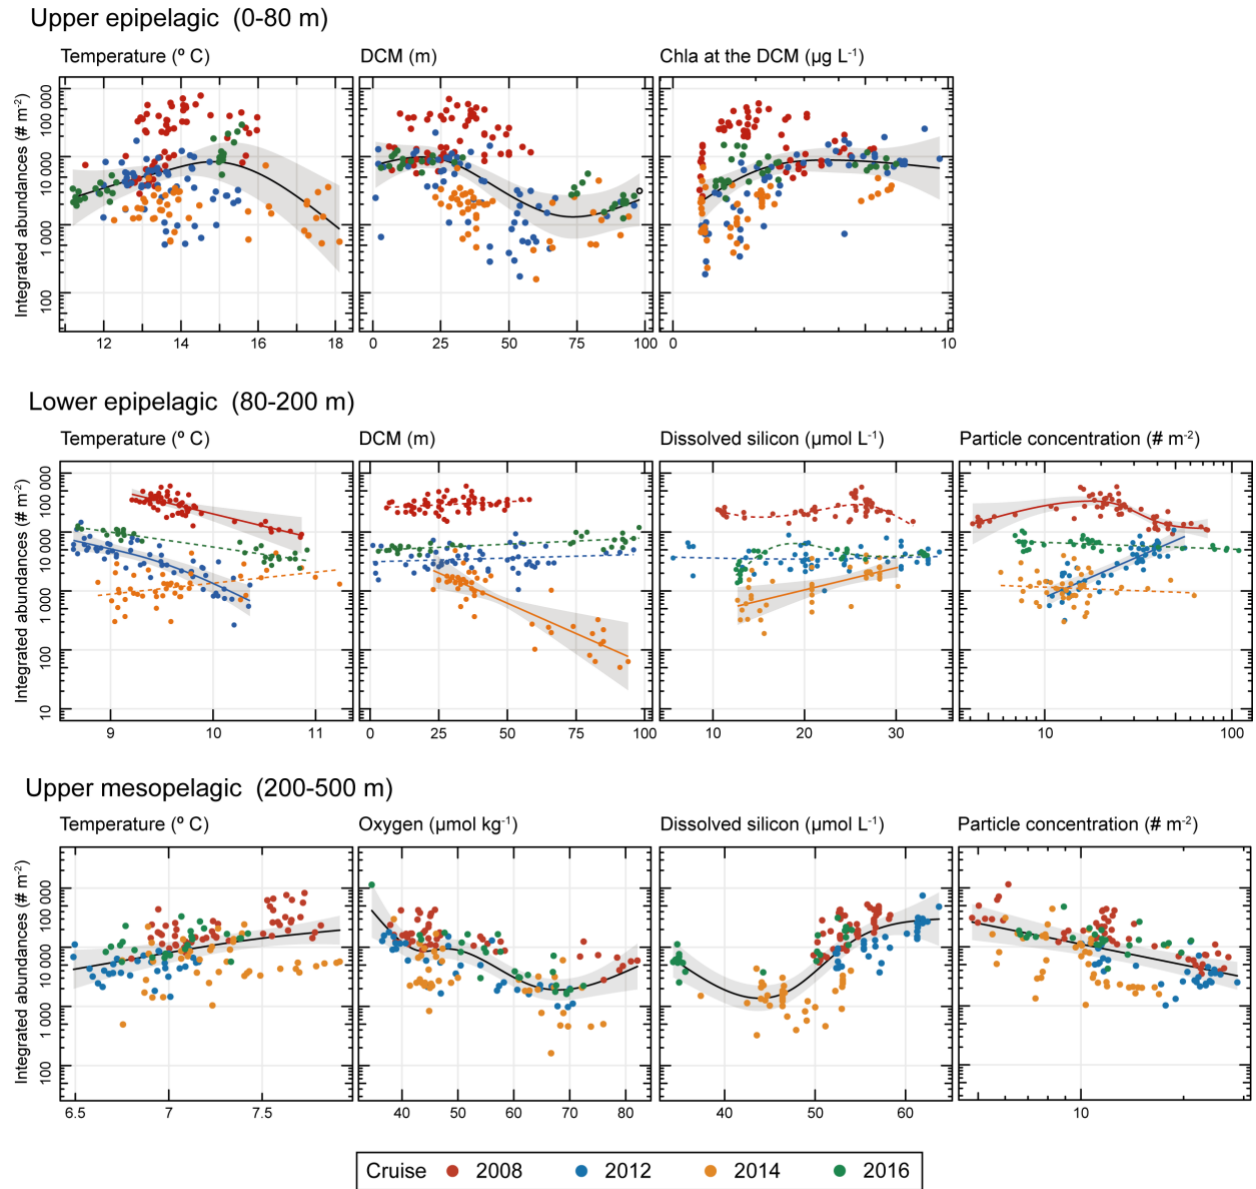 Upper epipelagic (0-80 m)
Temperature (º C)
DCM (m)
Chla at the DCM (µg L⁻¹)
Integrated abundances (# m⁻²)
100 000
10 000
1 000
100
12 14 16 18
0 25 50 75 100
0 10
Lower epipelagic (80-200 m)
Temperature (º C)
DCM (m)
Dissolved silicon (µmol L⁻¹)
Particle concentration (# m⁻²)
Integrated abundances (# m⁻²)
100 000
10 000
1 000
100
10
9 10 11
0 25 50 75 100
10 20 30
10 100
Upper mesopelagic (200-500 m)
Temperature (º C)
Oxygen (µmol kg⁻¹)
Dissolved silicon (µmol L⁻¹)
Particle concentration (# m⁻²)
Integrated abundances (# m⁻²)
100 000
10 000
1 000
100
6.5 7 7.5
40 50 60 70 80
40 50 60
10
Cruise 2008 2012 2014 2016